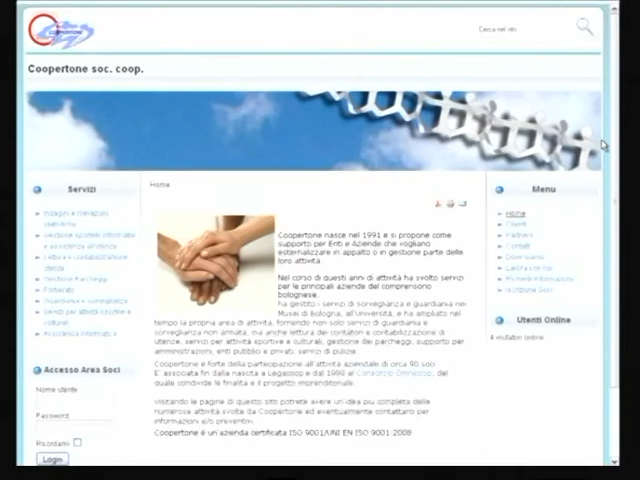 Cerca nel sito
Coopertone soc. coop.
Servizi
Indagini e rilevazioni
statistiche
Gestione sportelli informativi
e assistenza all'utenza
Lettura e contabilizzazione
utenze
Gestione Parcheggi
Portierato
Guardiania e sorveglianza
Servizi per attività sportive e
culturali
Assistenza informatica
Accesso Area Soci
Nome utente
Password
Ricordami
Login
Home
Coopertone nasce nel 1991 e si propone come
supporto per Enti e Aziende che vogliano
esternalizzare in appalto o in gestione parte delle
loro attività.
Nel corso di questi anni di attività ha svolto servizi
per le principali aziende del comprensorio
bolognese.
ha gestito i servizi di sorveglianza e guardiania nei
Musei di Bologna, all'Università, e ha ampliato nel
tempo la propria area di attività, fornendo non solo servizi di guardiania e
sorveglianza non armata, ma anche lettura dei contatori e contabilizzazione di
utenze, servizi per attività sportive e culturali, gestione dei parcheggi, supporto per
amministrazioni, enti pubblici e privati, servizi di pulizie.
Coopertone è forte della partecipazione all'attività aziendale di circa 90 soci.
E' associata fin dalla nascita a Legacoop e dal 1998 al Consorzio Omnicoop, del
quale condivide le finalità e il progetto imprenditoriale.
Visitando le pagine di questo sito potrete avere un'idea più completa delle
numerose attività svolte da Coopertone ed eventualmente contattarci per
informazioni e/o preventivi.
Coopertone è un'azienda certificata ISO 9001/UNI EN ISO 9001:2008
Menu
Home
Clienti
Partners
Contatti
Dove siamo
Lavora con noi
Richiedi informazioni
Iscrizione Soci
Utenti Online
4 visitatori online